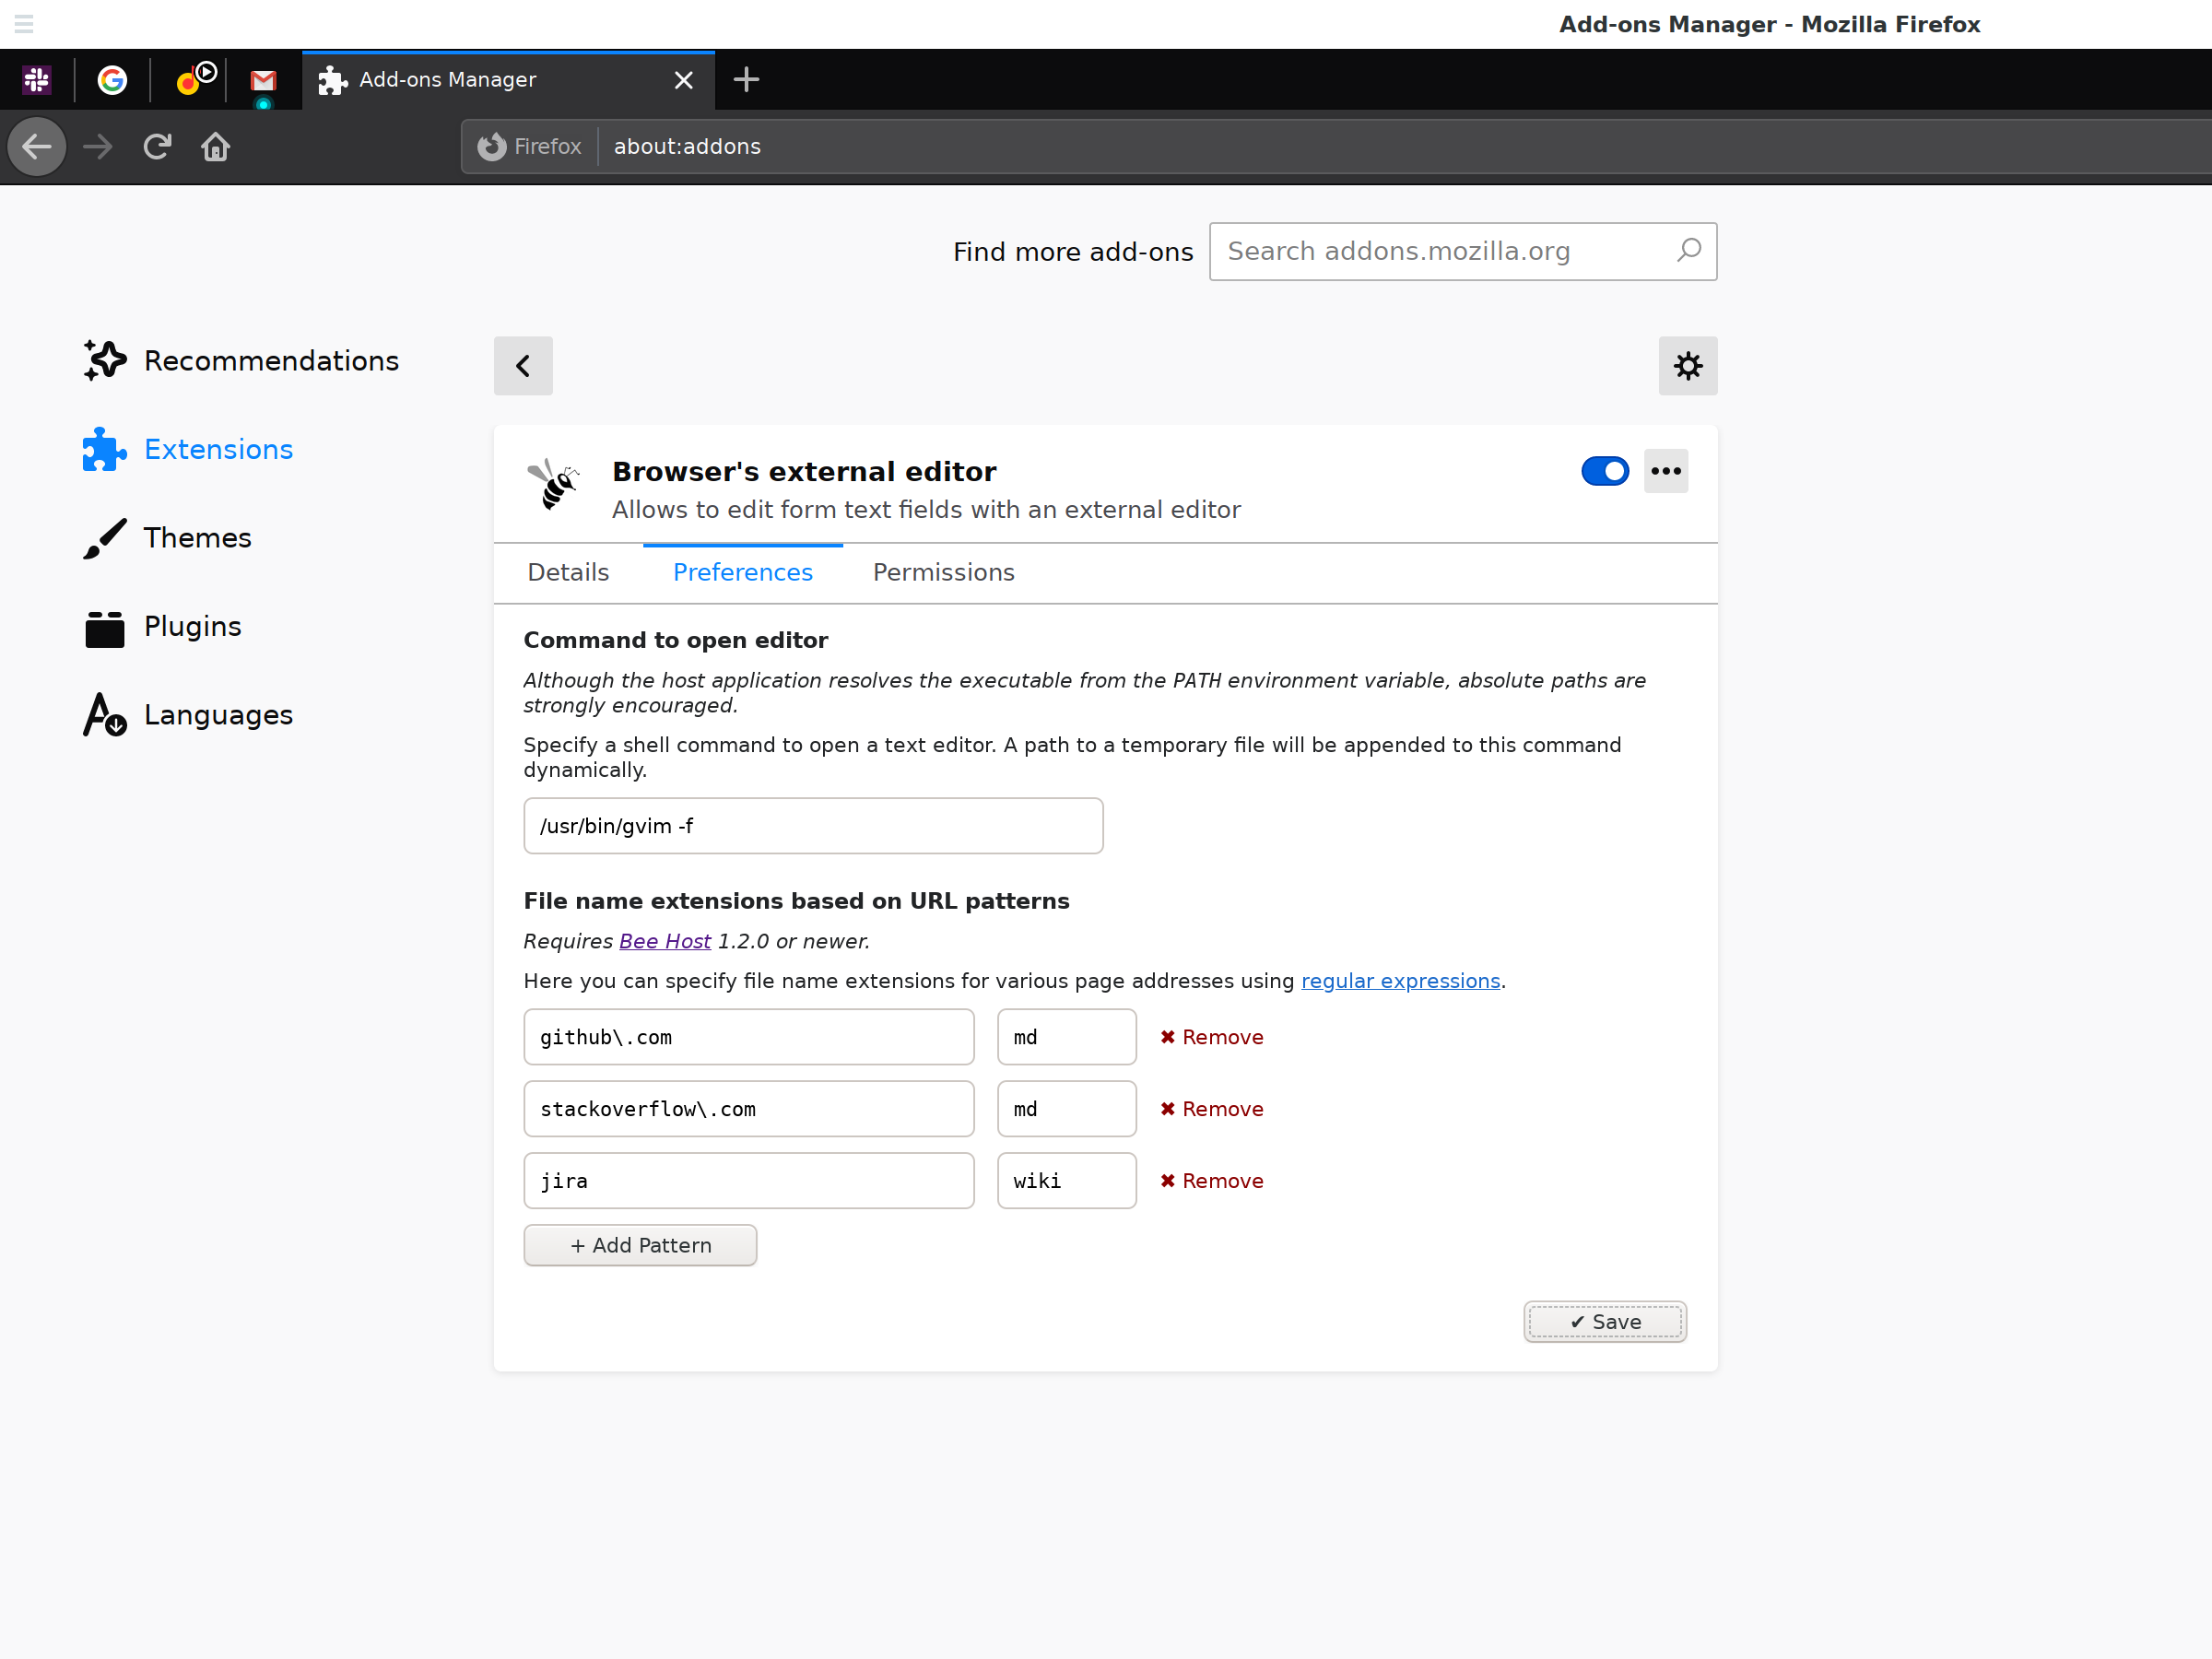 Add-ons Manager - Mozilla Firefox
Add-ons Manager
Firefox about:addons
Find more add-ons Search addons.mozilla.org
Recommendations
Extensions
Themes
Plugins
Languages
Browser's external editor
Allows to edit form text fields with an external editor
Details Preferences Permissions
Command to open editor
Although the host application resolves the executable from the PATH environment variable, absolute paths are
strongly encouraged.
Specify a shell command to open a text editor. A path to a temporary file will be appended to this command
dynamically.
/usr/bin/gvim -f
File name extensions based on URL patterns
Requires Bee Host 1.2.0 or newer.
Here you can specify file name extensions for various page addresses using regular expressions.
github\.com md ✖ Remove
stackoverflow\.com md ✖ Remove
jira wiki ✖ Remove
+ Add Pattern
✔ Save